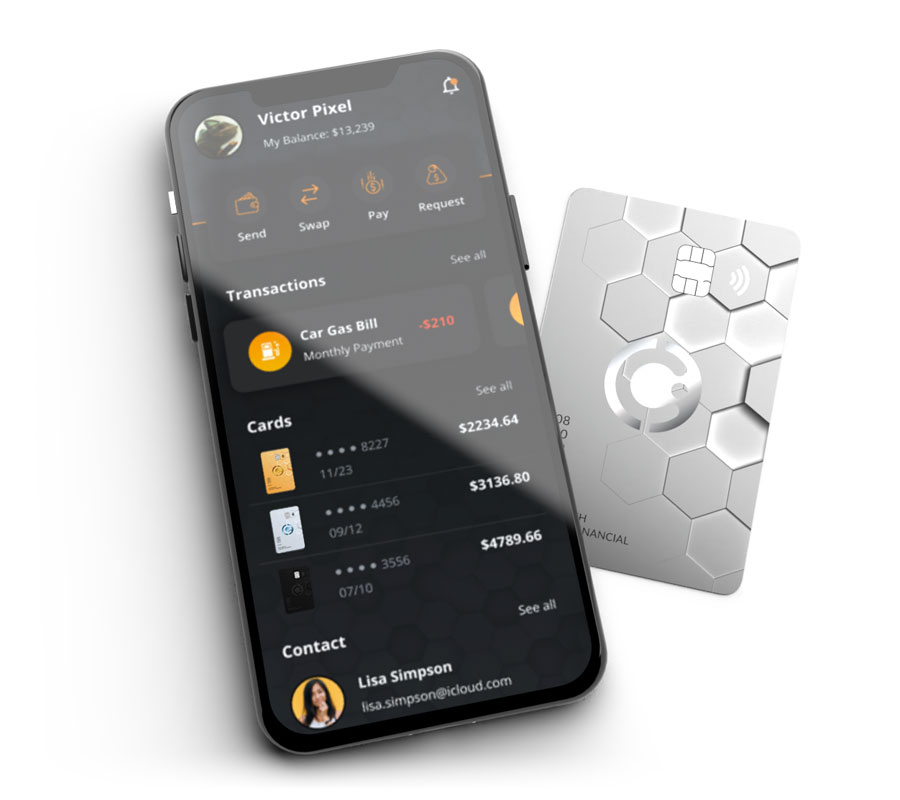 Victor Pixel
My Balance: $13,239
Send
Swap
Pay
Request
Transactions
See all
Car Gas Bill
-$210
Monthly Payment
Cards
See all
• • • • 8227
$2234.64
11/23
• • • • 4456
$3136.80
09/12
• • • • 3556
$4789.66
07/10
Contact
See all
Lisa Simpson
lisa.simpson@icloud.com
08
0
H
NANCIAL